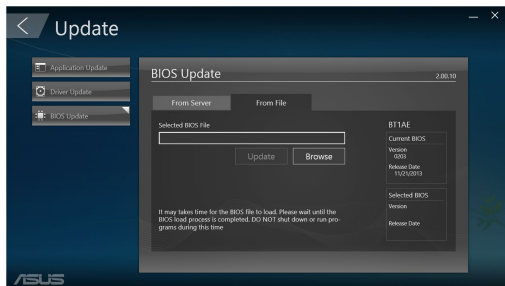 Update
Application Update
Driver Update
BIOS Update
BIOS Update
2.00.10
From Server
From File
Selected BIOS File
Update
Browse
It may takes time for the BIOS file to load. Please wait until the
BIOS load process is completed. DO NOT shut down or run pro-
grams during this time
BT1AE
Current BIOS
Version
0203
Release Date
11/21/2013
Selected BIOS
Version
Release Date
ASUS